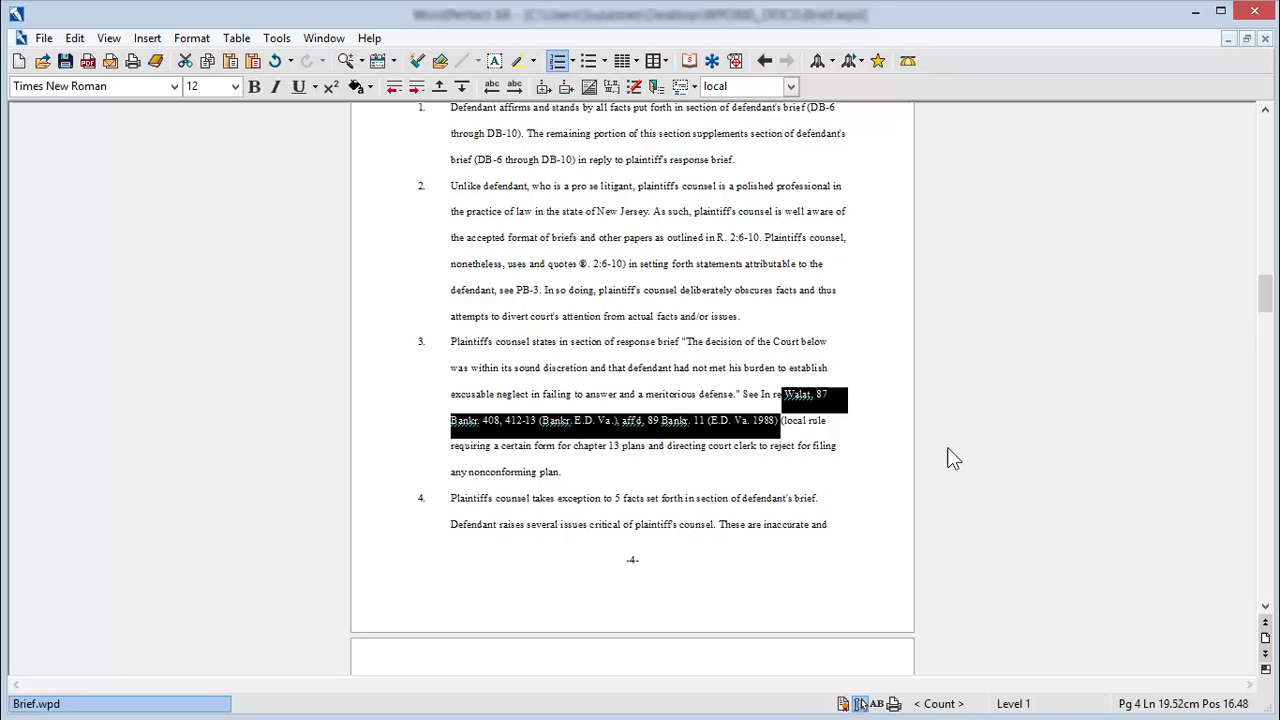 File Edit View Insert Format Table Tools Window Help
Times New Roman 12 B I U X² abc abc local
1. Defendant affirms and stands by all facts put forth in section of defendant's brief (DB-6
through DB-10). The remaining portion of this section supplements section of defendant's
brief (DB-6 through DB-10) in reply to plaintiff's response brief.
2. Unlike defendant, who is a pro se litigant, plaintiff's counsel is a polished professional in
the practice of law in the state of New Jersey. As such, plaintiff's counsel is well aware of
the accepted format of briefs and other papers as outlined in R. 2:6-10. Plaintiff's counsel,
nonetheless, uses and quotes ®. 2:6-10) in setting forth statements attributable to the
defendant, see PB-3. In so doing, plaintiff's counsel deliberately obscures facts and thus
attempts to divert court's attention from actual facts and/or issues.
3. Plaintiff's counsel states in section of response brief "The decision of the Court below
was within its sound discretion and that defendant had not met his burden to establish
excusable neglect in failing to answer and a meritorious defense." See In re Walat, 87
Bankr. 408, 412-13 (Bankr. E.D. Va.), aff'd, 89 Bankr. 11 (E.D. Va. 1988) (local rule
requiring a certain form for chapter 13 plans and directing court clerk to reject for filing
any nonconforming plan.
4. Plaintiff's counsel takes exception to 5 facts set forth in section of defendant's brief.
Defendant raises several issues critical of plaintiff's counsel. These are inaccurate and
-4-
Brief.wpd AB < Count > Level 1 Pg 4 Ln 19.52cm Pos 16.48